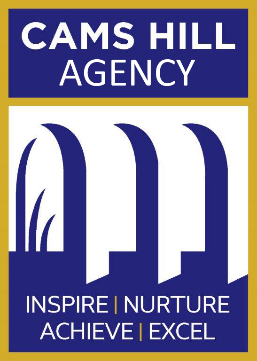 CAMS HILL
AGENCY
INSPIRE | NURTURE
ACHIEVE | EXCEL